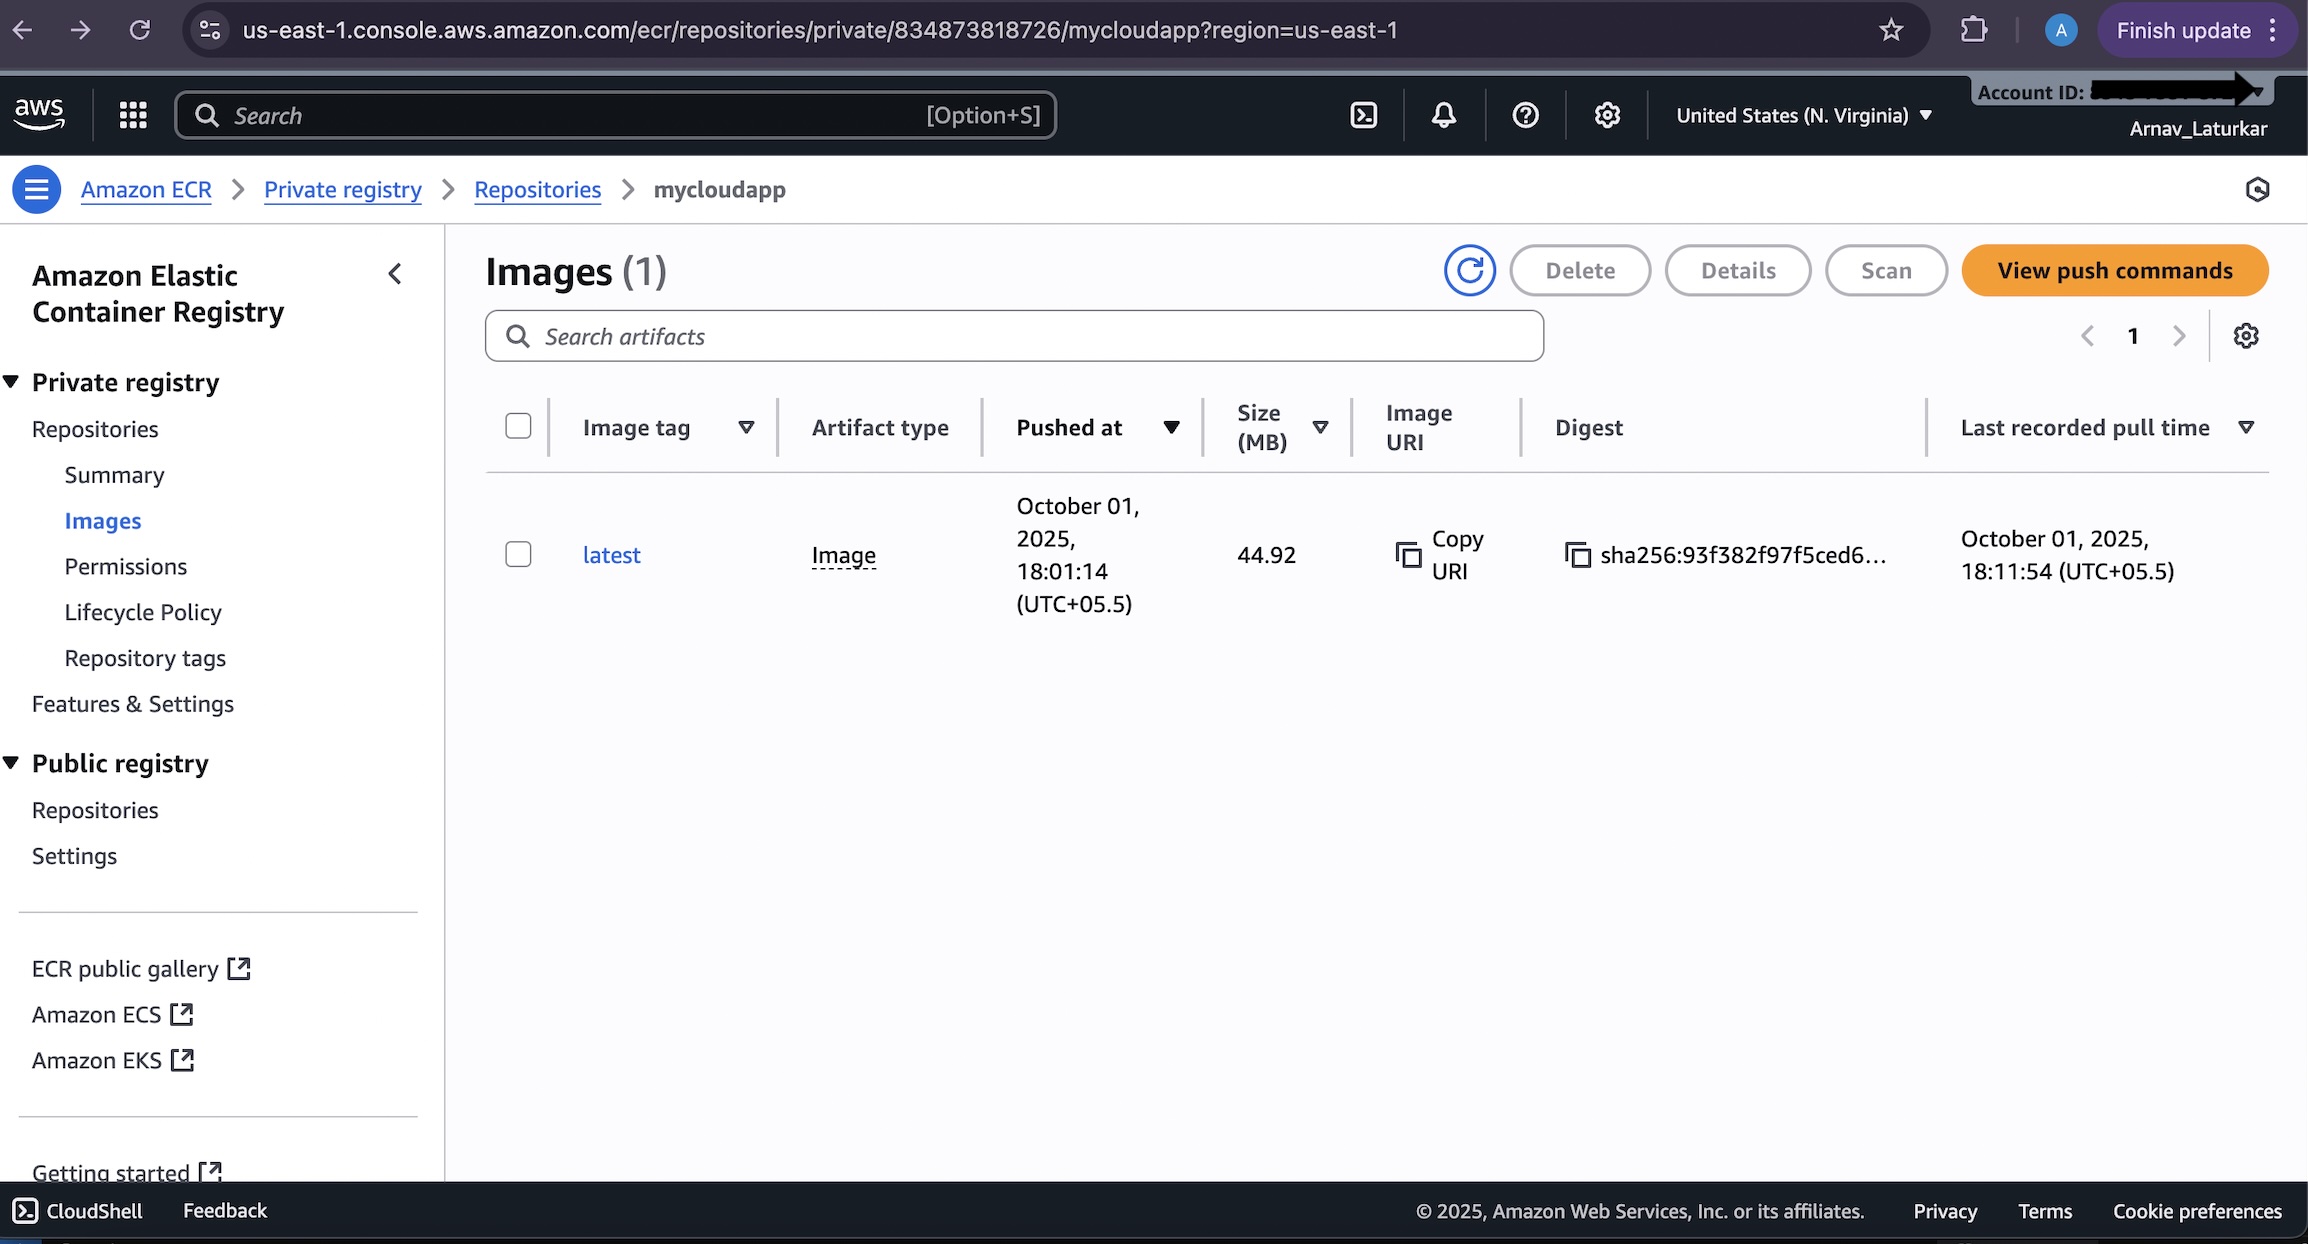 us-east-1.console.aws.amazon.com/ecr/repositories/private/834873818726/mycloudapp?region=us-east-1
A
Finish update
aws
Search
[Option+S]
United States (N. Virginia)
Account ID:
Arnav_Laturkar
Amazon ECR
Private registry
Repositories
mycloudapp
Amazon Elastic
Container Registry
Private registry
Repositories
Summary
Images
Permissions
Lifecycle Policy
Repository tags
Features & Settings
Public registry
Repositories
Settings
ECR public gallery
Amazon ECS
Amazon EKS
Getting started
Images (1)
Delete
Details
Scan
View push commands
Search artifacts
1
Image tag
Artifact type
Pushed at
Size
(MB)
Image
URI
Digest
Last recorded pull time
latest
Image
October 01,
2025,
18:01:14
(UTC+05.5)
44.92
Copy
URI
sha256:93f382f97f5ced6...
October 01, 2025,
18:11:54 (UTC+05.5)
CloudShell
Feedback
© 2025, Amazon Web Services, Inc. or its affiliates.
Privacy
Terms
Cookie preferences